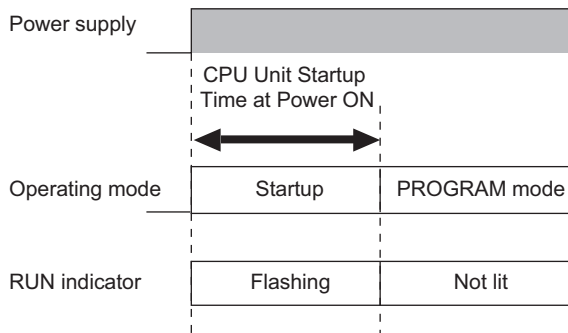 Power supply
CPU Unit Startup
Time at Power ON
Operating mode
Startup
PROGRAM mode
RUN indicator
Flashing
Not lit